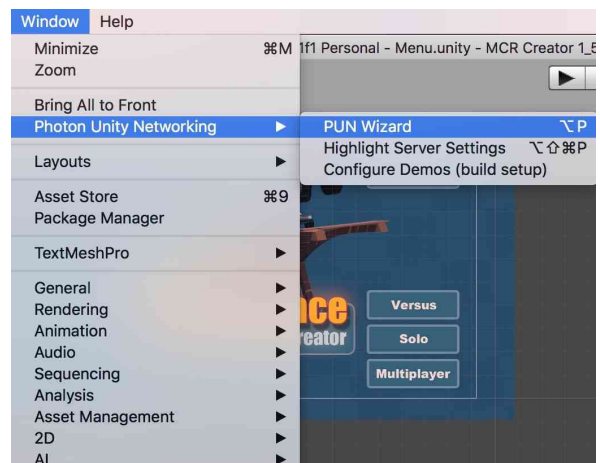 Window Help
Minimize ⌘M
Zoom
Bring All to Front
Photon Unity Networking ▶
Layouts ▶
Asset Store ⌘9
Package Manager
TextMeshPro ▶
General ▶
Rendering ▶
Animation ▶
Audio ▶
Sequencing ▶
Analysis ▶
Asset Management ▶
2D ▶
AI ▶
1f1 Personal - Menu.unity - MCR Creator 1_5
PUN Wizard ⌥P
Highlight Server Settings ⌥⇧⌘P
Configure Demos (build setup)
Versus
Solo
Multiplayer